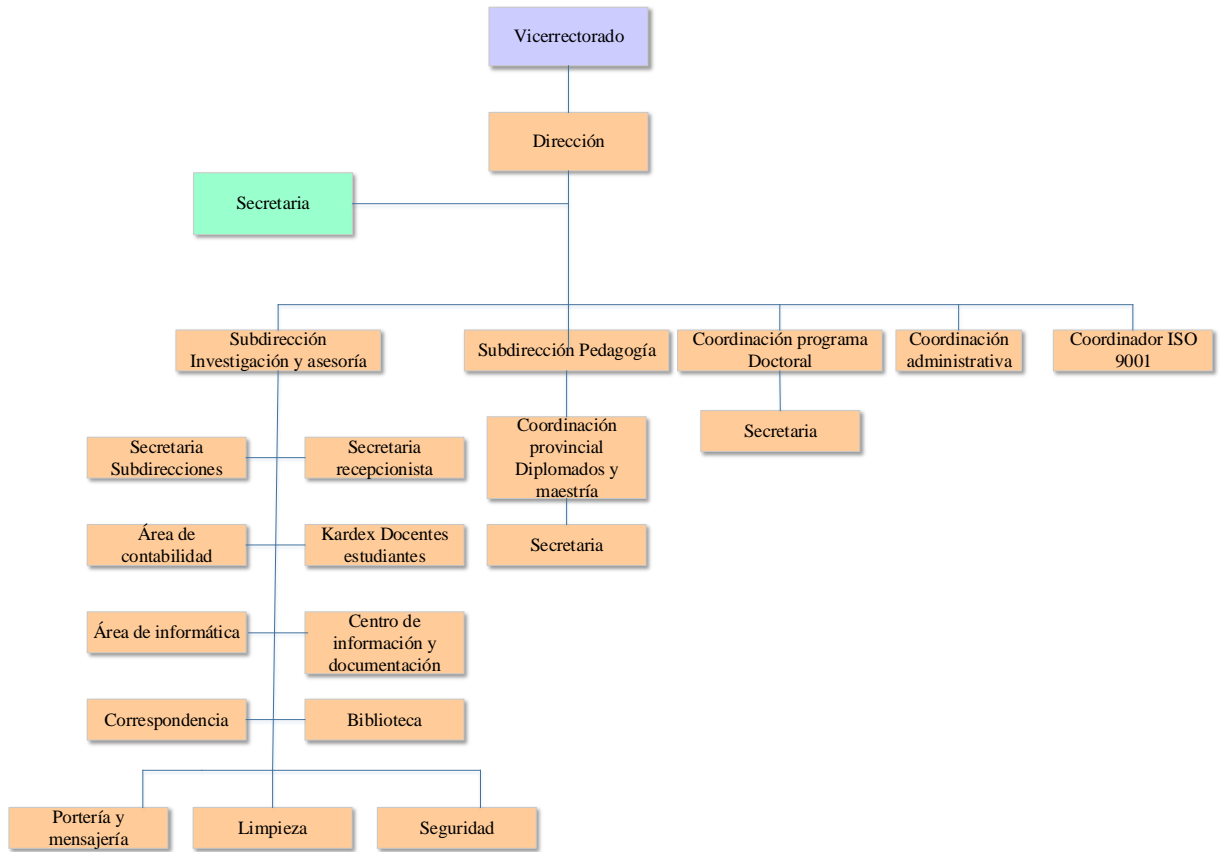 Vicerrectorado
Dirección
Secretaria
Subdirección
Investigación y asesoría
Subdirección Pedagogía
Coordinación programa
Doctoral
Coordinación
administrativa
Coordinador ISO
9001
Secretaria
Subdirecciones
Secretaria
recepcionista
Coordinación
provincial
Diplomados y
maestría
Secretaria
Área de
contabilidad
Kardex Docentes
estudiantes
Secretaria
Área de informática
Centro de
información y
documentación
Correspondencia
Biblioteca
Portería y
mensajería
Limpieza
Seguridad